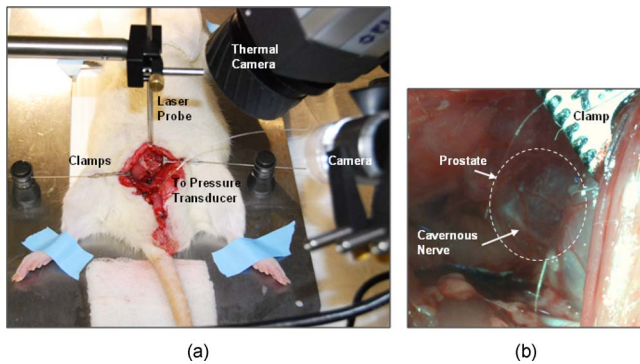 Thermal
Camera
Laser
Probe
Clamps
Camera
To Pressure
Transducer
Clamp
Prostate
Cavernous
Nerve
(a)
(b)